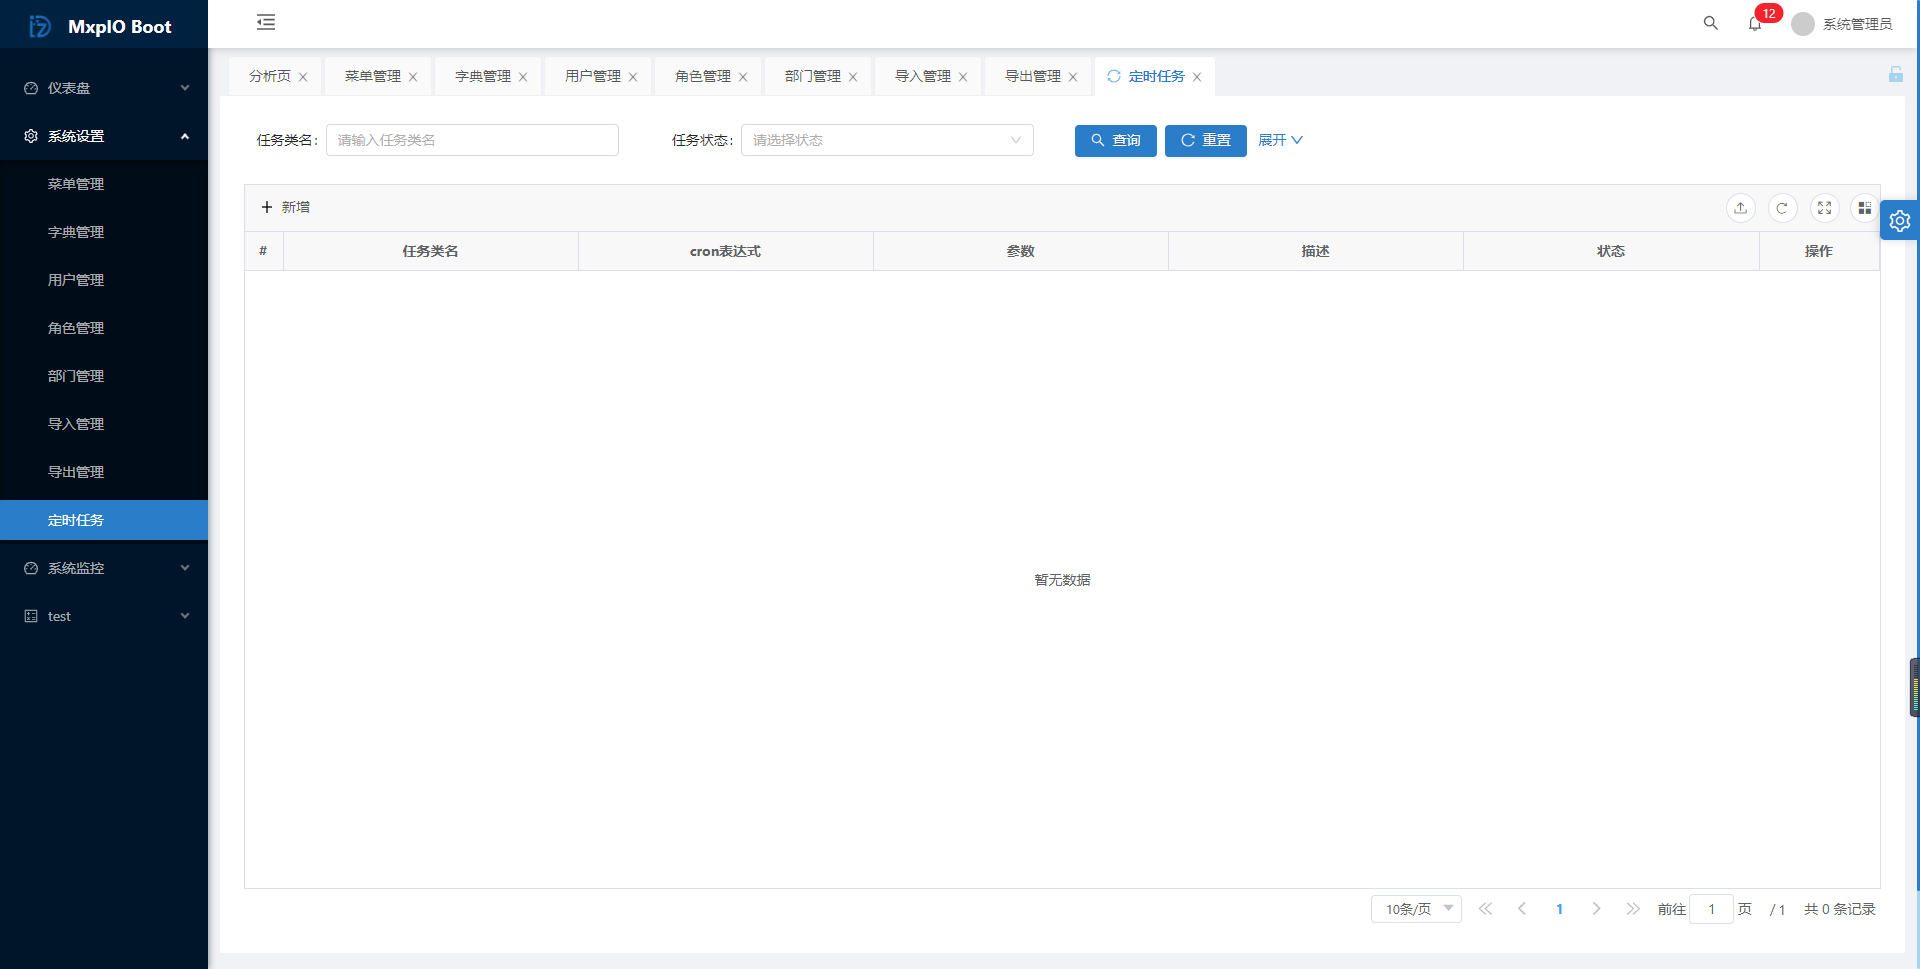 MxpIO Boot
12
系统管理员
仪表盘
系统设置
菜单管理
字典管理
用户管理
角色管理
部门管理
导入管理
导出管理
定时任务
系统监控
test
分析页 菜单管理 字典管理 用户管理 角色管理 部门管理 导入管理 导出管理 定时任务
任务类名: 请输入任务类名 任务状态: 请选择状态 查询 重置 展开
新增
# 任务类名 cron表达式 参数 描述 状态 操作
暂无数据
10条/页 1 前往 1 页 / 1 共 0 条记录